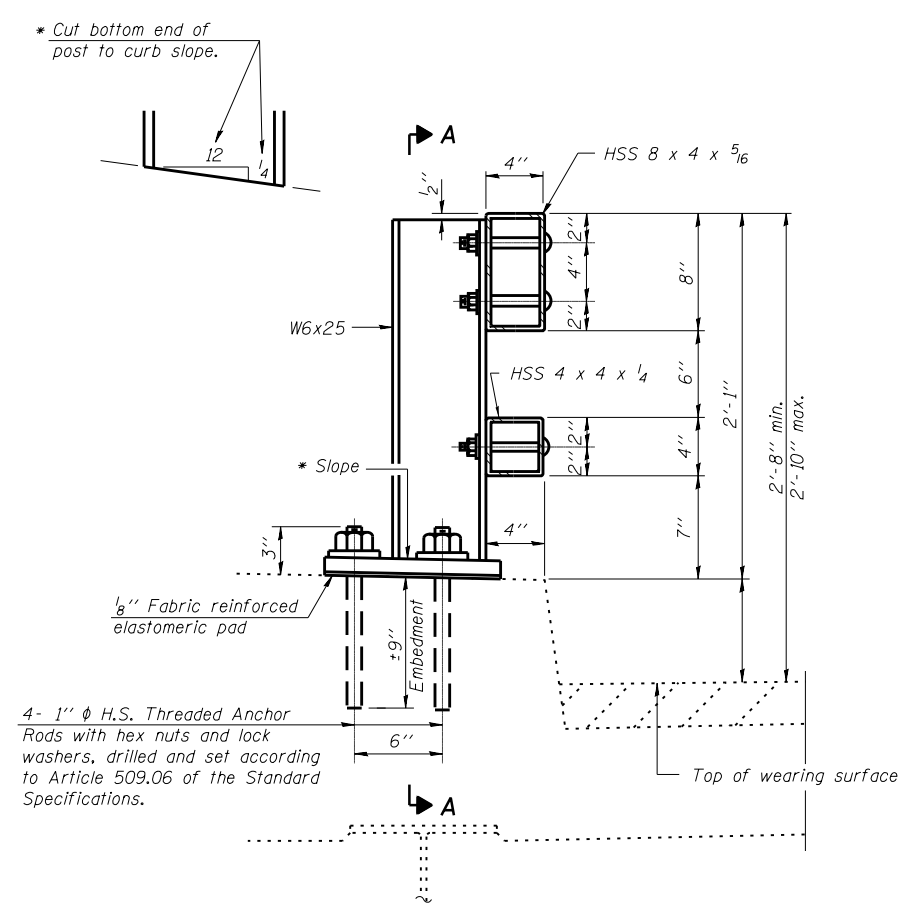 * Cut bottom end of
post to curb slope.
12
1/4
A
4"
HSS 8 x 4 x 5/16
1/2"
2"
4"
2"
8"
W6x25
HSS 4 x 4 x 1/4
6"
2'-1"
2'-8" min.
2'-10" max.
2"
2"
4"
* Slope
3"
4"
7"
1/8" Fabric reinforced
elastomeric pad
±9"
Embedment
4- 1" ϕ H.S. Threaded Anchor
Rods with hex nuts and lock
washers, drilled and set according
to Article 509.06 of the Standard
Specifications.
6"
Top of wearing surface
A